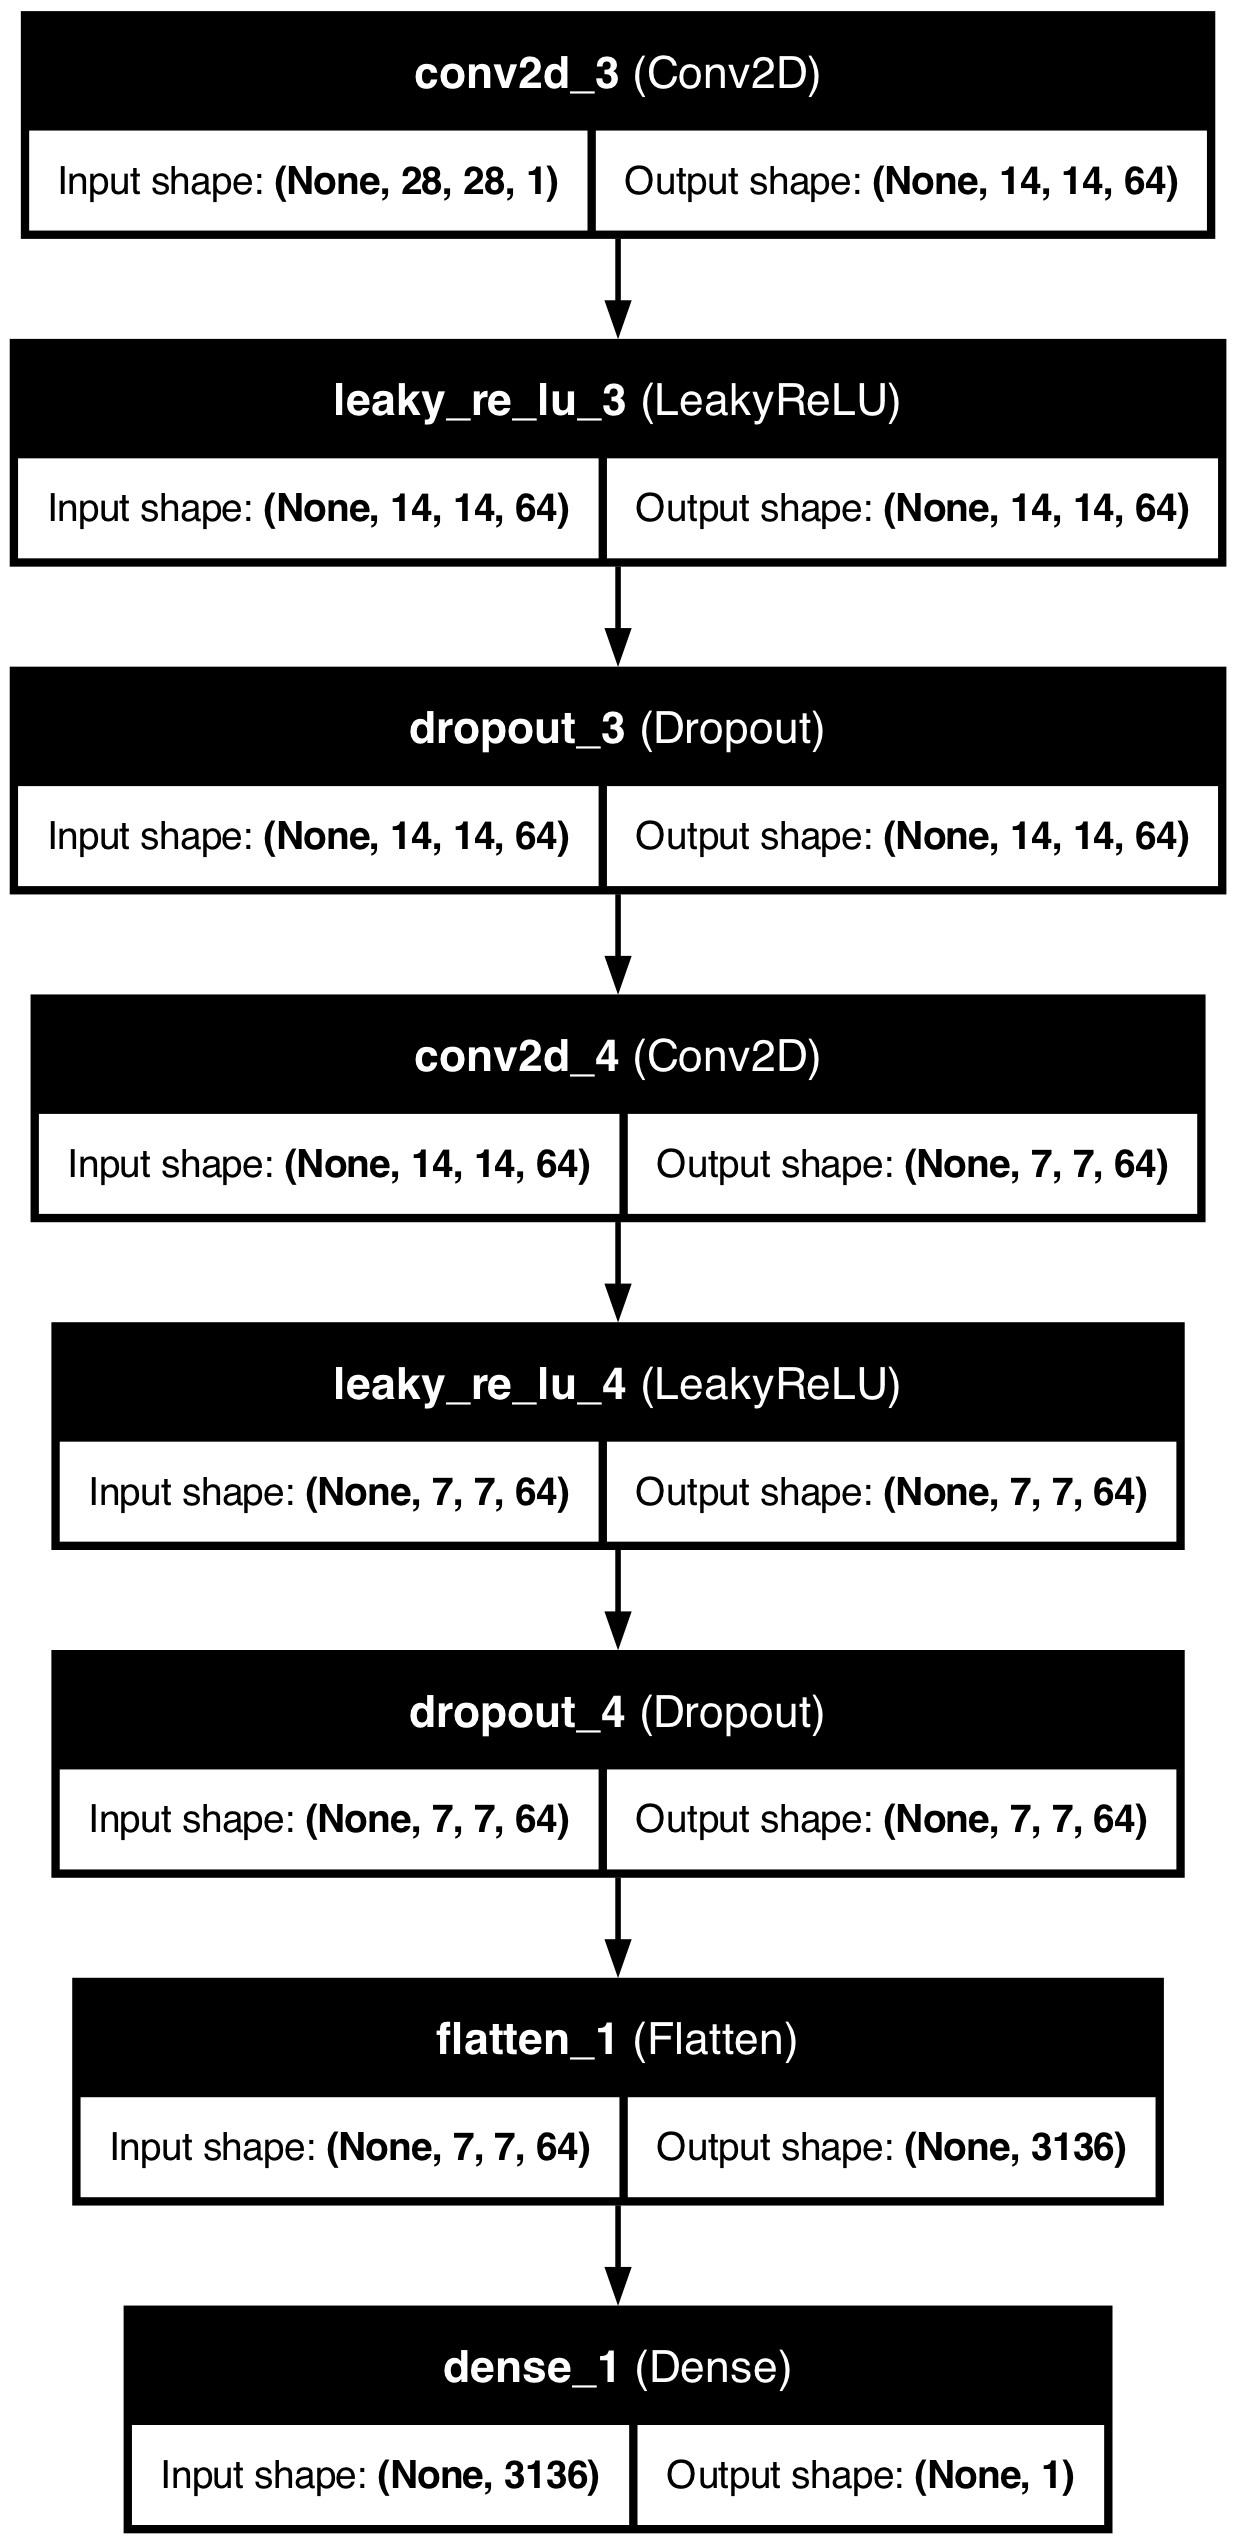 conv2d_3 (Conv2D)
Input shape: (None, 28, 28, 1) Output shape: (None, 14, 14, 64)
leaky_re_lu_3 (LeakyReLU)
Input shape: (None, 14, 14, 64) Output shape: (None, 14, 14, 64)
dropout_3 (Dropout)
Input shape: (None, 14, 14, 64) Output shape: (None, 14, 14, 64)
conv2d_4 (Conv2D)
Input shape: (None, 14, 14, 64) Output shape: (None, 7, 7, 64)
leaky_re_lu_4 (LeakyReLU)
Input shape: (None, 7, 7, 64) Output shape: (None, 7, 7, 64)
dropout_4 (Dropout)
Input shape: (None, 7, 7, 64) Output shape: (None, 7, 7, 64)
flatten_1 (Flatten)
Input shape: (None, 7, 7, 64) Output shape: (None, 3136)
dense_1 (Dense)
Input shape: (None, 3136) Output shape: (None, 1)